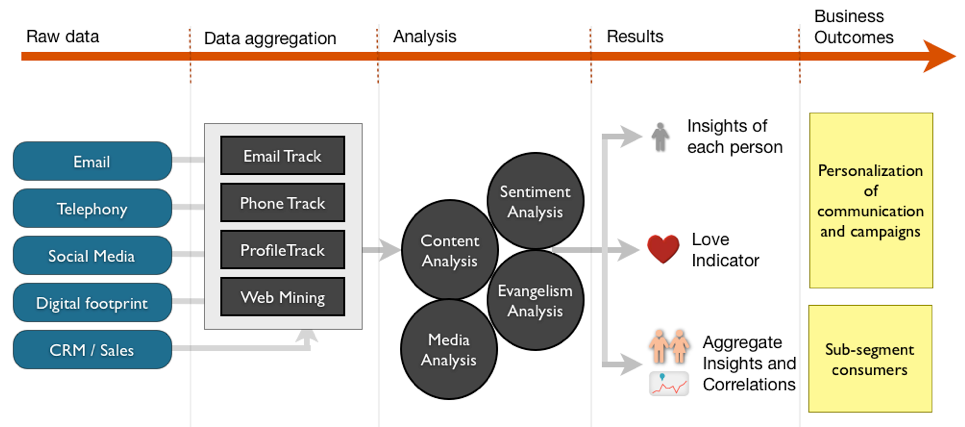 Raw data
Data aggregation
Analysis
Results
Business
Outcomes
Email
Telephony
Social Media
Digital footprint
CRM / Sales
Email Track
Phone Track
ProfileTrack
Web Mining
Content
Analysis
Sentiment
Analysis
Evangelism
Analysis
Media
Analysis
Insights of
each person
Love
Indicator
Aggregate
Insights and
Correlations
Personalization
of
communication
and campaigns
Sub-segment
consumers